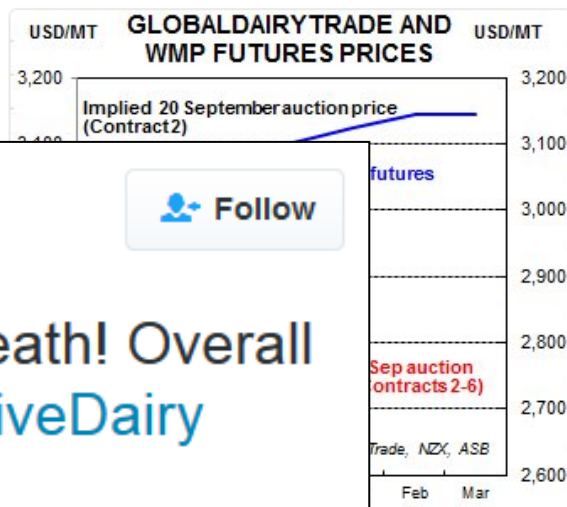 USD/MT GLOBALDAIRYTRADE AND USD/MT
WMP FUTURES PRICES
3,200 3,200
Implied 20 September auction price
(Contract 2)
3,100
futures
Follow
3,000
2,900
eath! Overall
2,800
Sep auction
ontracts 2-6)
iveDairy
2,700
Trade, NZX, ASB
2,600
Feb Mar